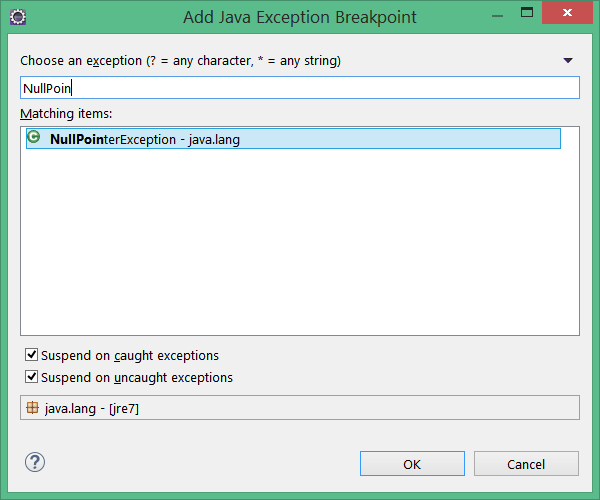 Add Java Exception Breakpoint
Choose an exception (? = any character, * = any string)
NullPoin
Matching items:
NullPointerException - java.lang
Suspend on caught exceptions
Suspend on uncaught exceptions
java.lang - [jre7]
OK
Cancel